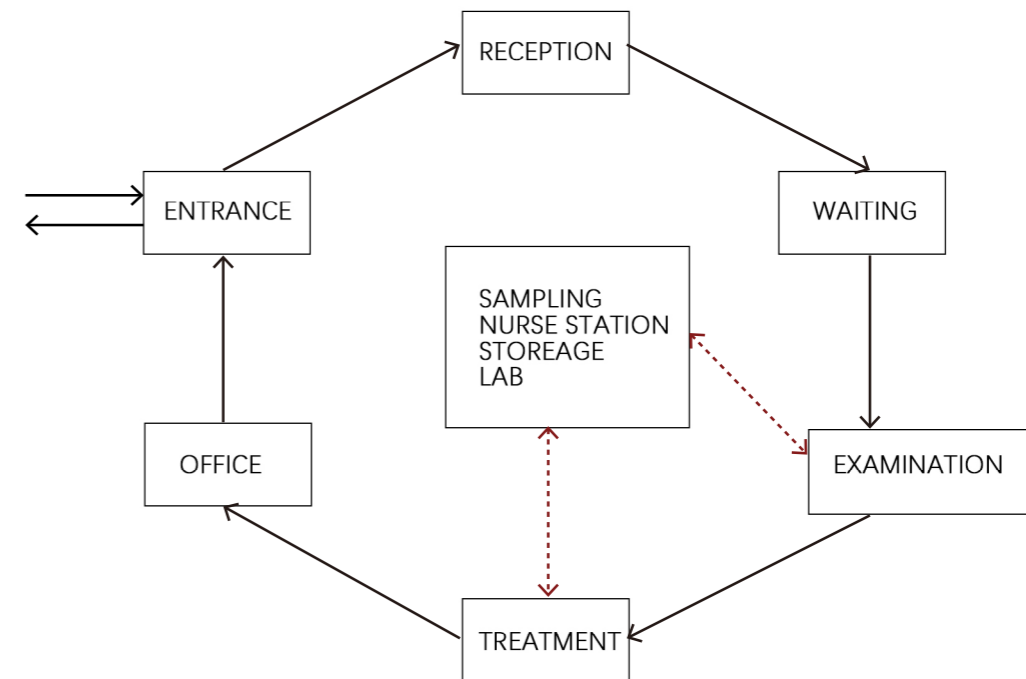 RECEPTION
ENTRANCE
WAITING
SAMPLING
NURSE STATION
STOREAGE
LAB
OFFICE
EXAMINATION
TREATMENT